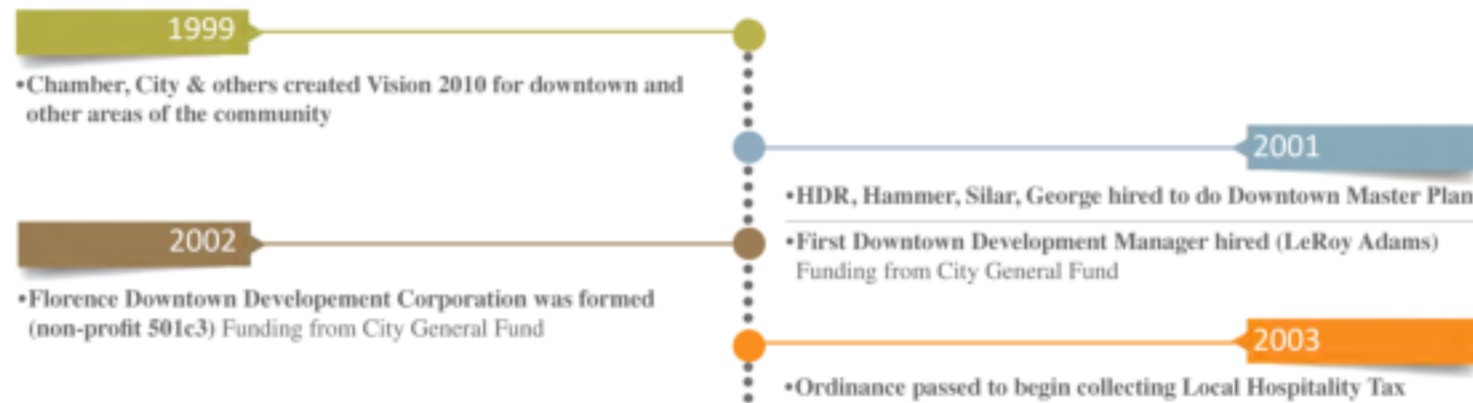 1999
•Chamber, City & others created Vision 2010 for downtown and
other areas of the community
2001
•HDR, Hammer, Silar, George hired to do Downtown Master Plan
•First Downtown Development Manager hired (LeRoy Adams)
Funding from City General Fund
2002
•Florence Downtown Developement Corporation was formed
(non-profit 501c3) Funding from City General Fund
2003
•Ordinance passed to begin collecting Local Hospitality Tax